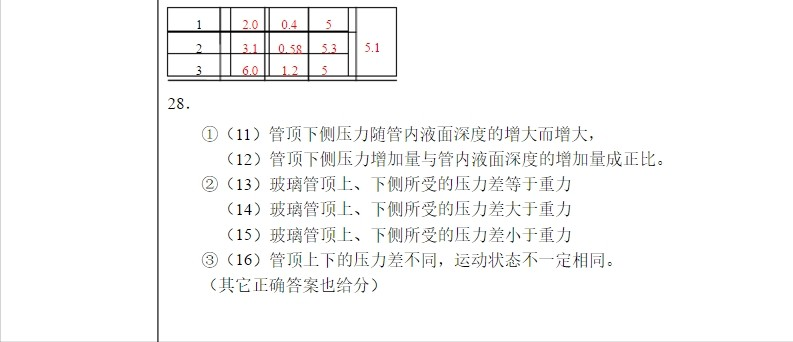 1 2.0 0.4 5
2 3.1 0.58 5.3 5.1
3 6.0 1.2 5
28.
①（11）管顶下侧压力随管内液面深度的增大而增大，
（12）管顶下侧压力增加量与管内液面深度的增加量成正比。
②（13）玻璃管顶上、下侧所受的压力差等于重力
（14）玻璃管顶上、下侧所受的压力差大于重力
（15）玻璃管顶上、下侧所受的压力差小于重力
③（16）管顶上下的压力差不同，运动状态不一定相同。
（其它正确答案也给分）